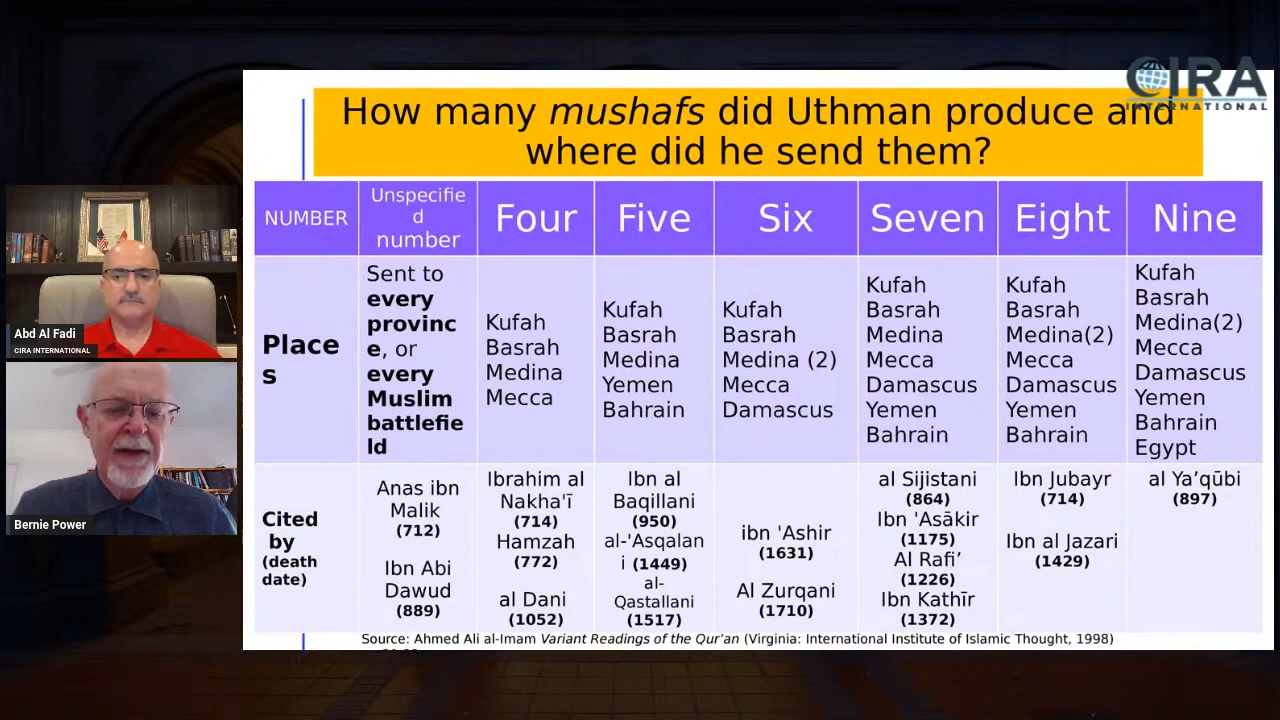 CIRA
INTERNATIONAL
How many mushafs did Uthman produce and
where did he send them?
NUMBER
Unspecifie
d
number
Four
Five
Six
Seven
Eight
Nine
Place
s
Sent to
every
provinc
e, or
every
Muslim
battlefie
ld
Kufah
Basrah
Medina
Mecca
Kufah
Basrah
Medina
Yemen
Bahrain
Kufah
Basrah
Medina (2)
Mecca
Damascus
Kufah
Basrah
Medina
Mecca
Damascus
Yemen
Bahrain
Kufah
Basrah
Medina(2)
Mecca
Damascus
Yemen
Bahrain
Kufah
Basrah
Medina(2)
Mecca
Damascus
Yemen
Bahrain
Egypt
Cited
by
(death
date)
Anas ibn
Malik
(712)
Ibn Abi
Dawud
(889)
Ibrahim al
Nakha'ī
(714)
Hamzah
(772)
al Dani
(1052)
Ibn al
Baqillani
(950)
al-'Asqalan
i (1449)
al-
Qastallani
(1517)
ibn 'Ashir
(1631)
Al Zurqani
(1710)
al Sijistani
(864)
Ibn 'Asākir
(1175)
Al Rafi’
(1226)
Ibn Kathīr
(1372)
Ibn Jubayr
(714)
Ibn al Jazari
(1429)
al Ya’qūbi
(897)
Source: Ahmed Ali al-Imam Variant Readings of the Qur’an (Virginia: International Institute of Islamic Thought, 1998)
Abd Al Fadi
CIRA INTERNATIONAL
Bernie Power